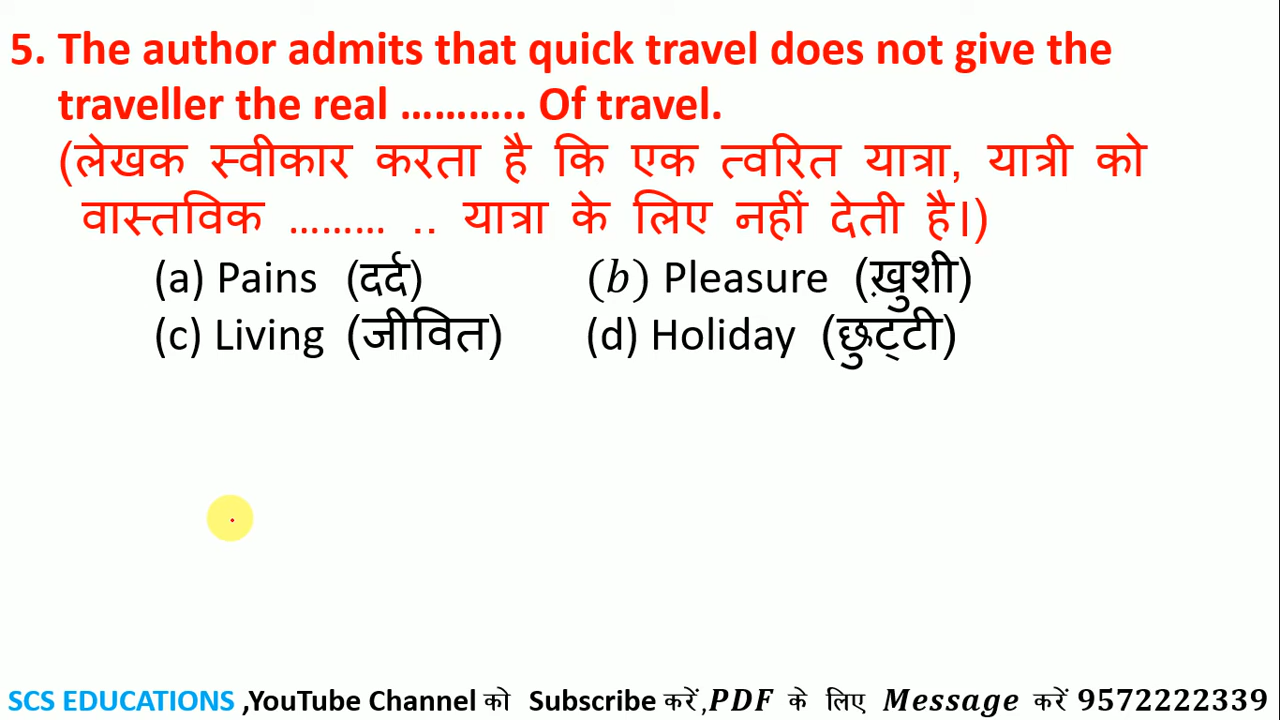 5. The author admits that quick travel does not give the
traveller the real ……….. Of travel.
(लेखक स्वीकार करता है कि एक त्वरित यात्रा, यात्री को
वास्तविक ……… .. यात्रा के लिए नहीं देती है।)
(a) Pains (दर्द) (b) Pleasure (ख़ुशी)
(c) Living (जीवित) (d) Holiday (छुट्टी)
SCS EDUCATIONS ,YouTube Channel को Subscribe करें,PDF के लिए Message करें 9572222339